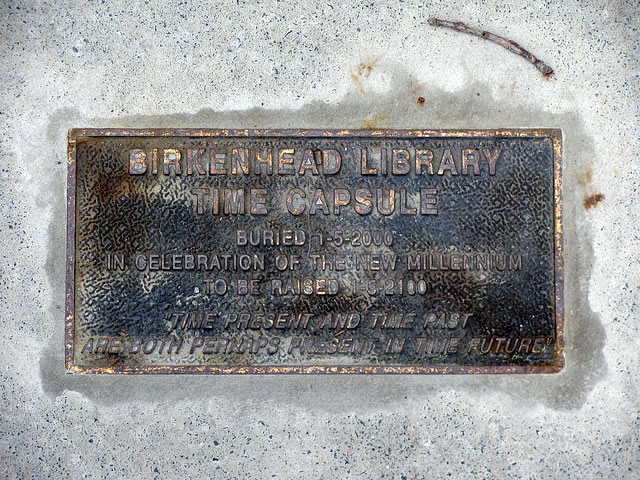 BIRKENHEAD LIBRARY
TIME CAPSULE
BURIED 1-5-2000
IN CELEBRATION OF THE NEW MILLENNIUM
TO BE RAISED 1-5-2100
"TIME PRESENT AND TIME PAST
ARE BOTH PERHAPS PRESENT IN TIME FUTURE"